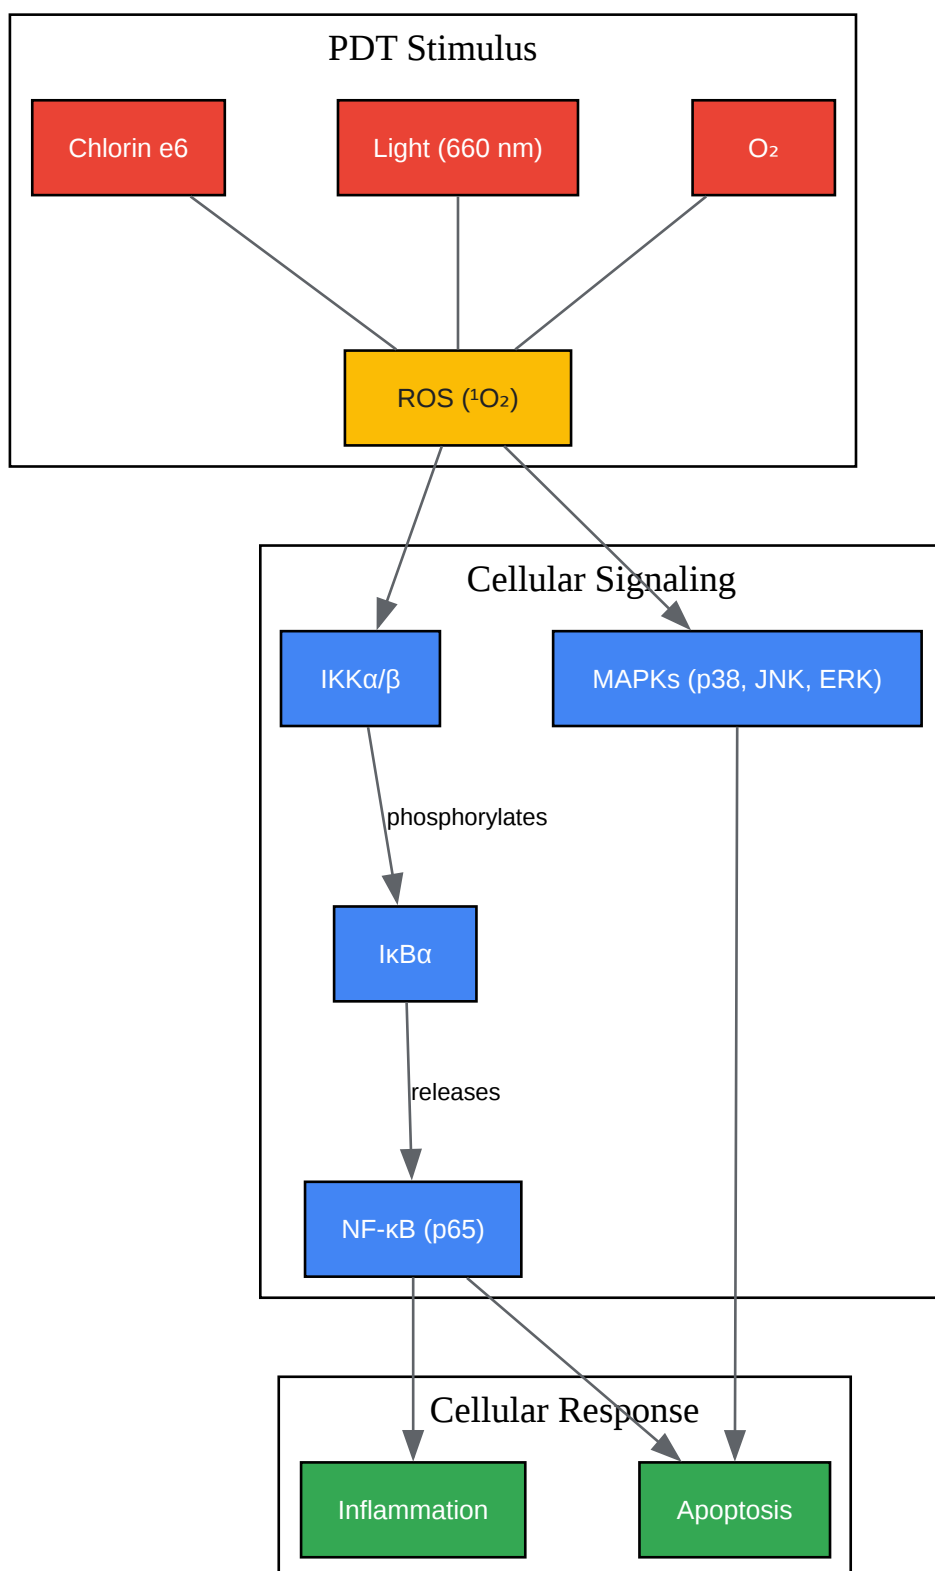 PDT Stimulus
Chlorin e6
Light (660 nm)
O₂
ROS (¹O₂)
Cellular Signaling
IKKα/β
MAPKs (p38, JNK, ERK)
phosphorylates
IκBα
releases
NF-κB (p65)
Cellular Response
Inflammation
Apoptosis